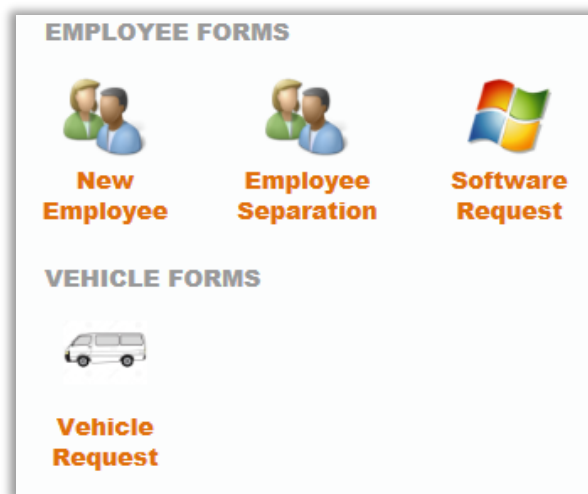 EMPLOYEE FORMS
New Employee Software
Employee Separation Request
VEHICLE FORMS
Vehicle
Request